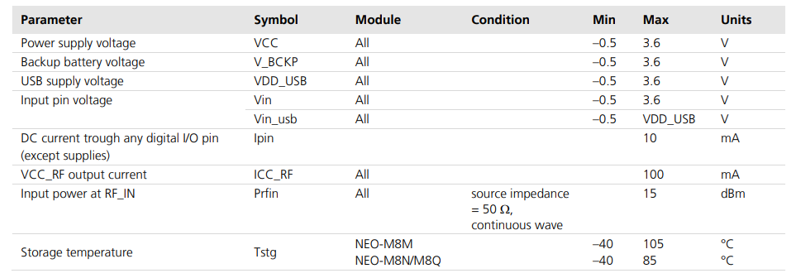 Parameter Symbol Module Condition Min Max Units
Power supply voltage VCC All –0.5 3.6 V
Backup battery voltage V_BCKP All –0.5 3.6 V
USB supply voltage VDD_USB All –0.5 3.6 V
Input pin voltage Vin All –0.5 3.6 V
Vin_usb All –0.5 VDD_USB V
DC current trough any digital I/O pin Ipin 10 mA
(except supplies)
VCC_RF output current ICC_RF All 100 mA
Input power at RF_IN Prfin All source impedance 15 dBm
= 50 Ω,
continuous wave
Storage temperature Tstg NEO-M8M –40 105 °C
NEO-M8N/M8Q –40 85 °C